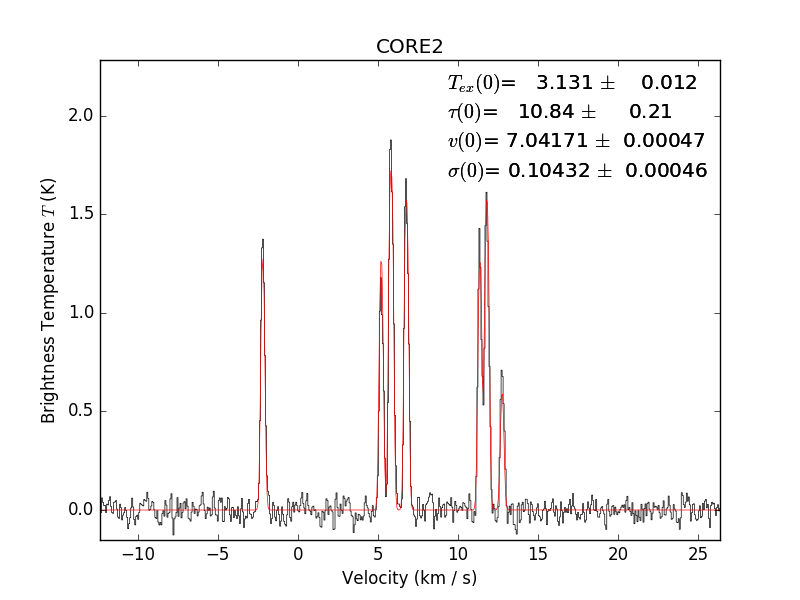 CORE2
T_ex(0)= 3.131 ± 0.012
τ(0)= 10.84 ± 0.21
v(0)= 7.04171 ± 0.00047
σ(0)= 0.10432 ± 0.00046
Brightness Temperature T (K)
2.0
1.5
1.0
0.5
0.0
−10 −5 0 5 10 15 20 25
Velocity (km / s)